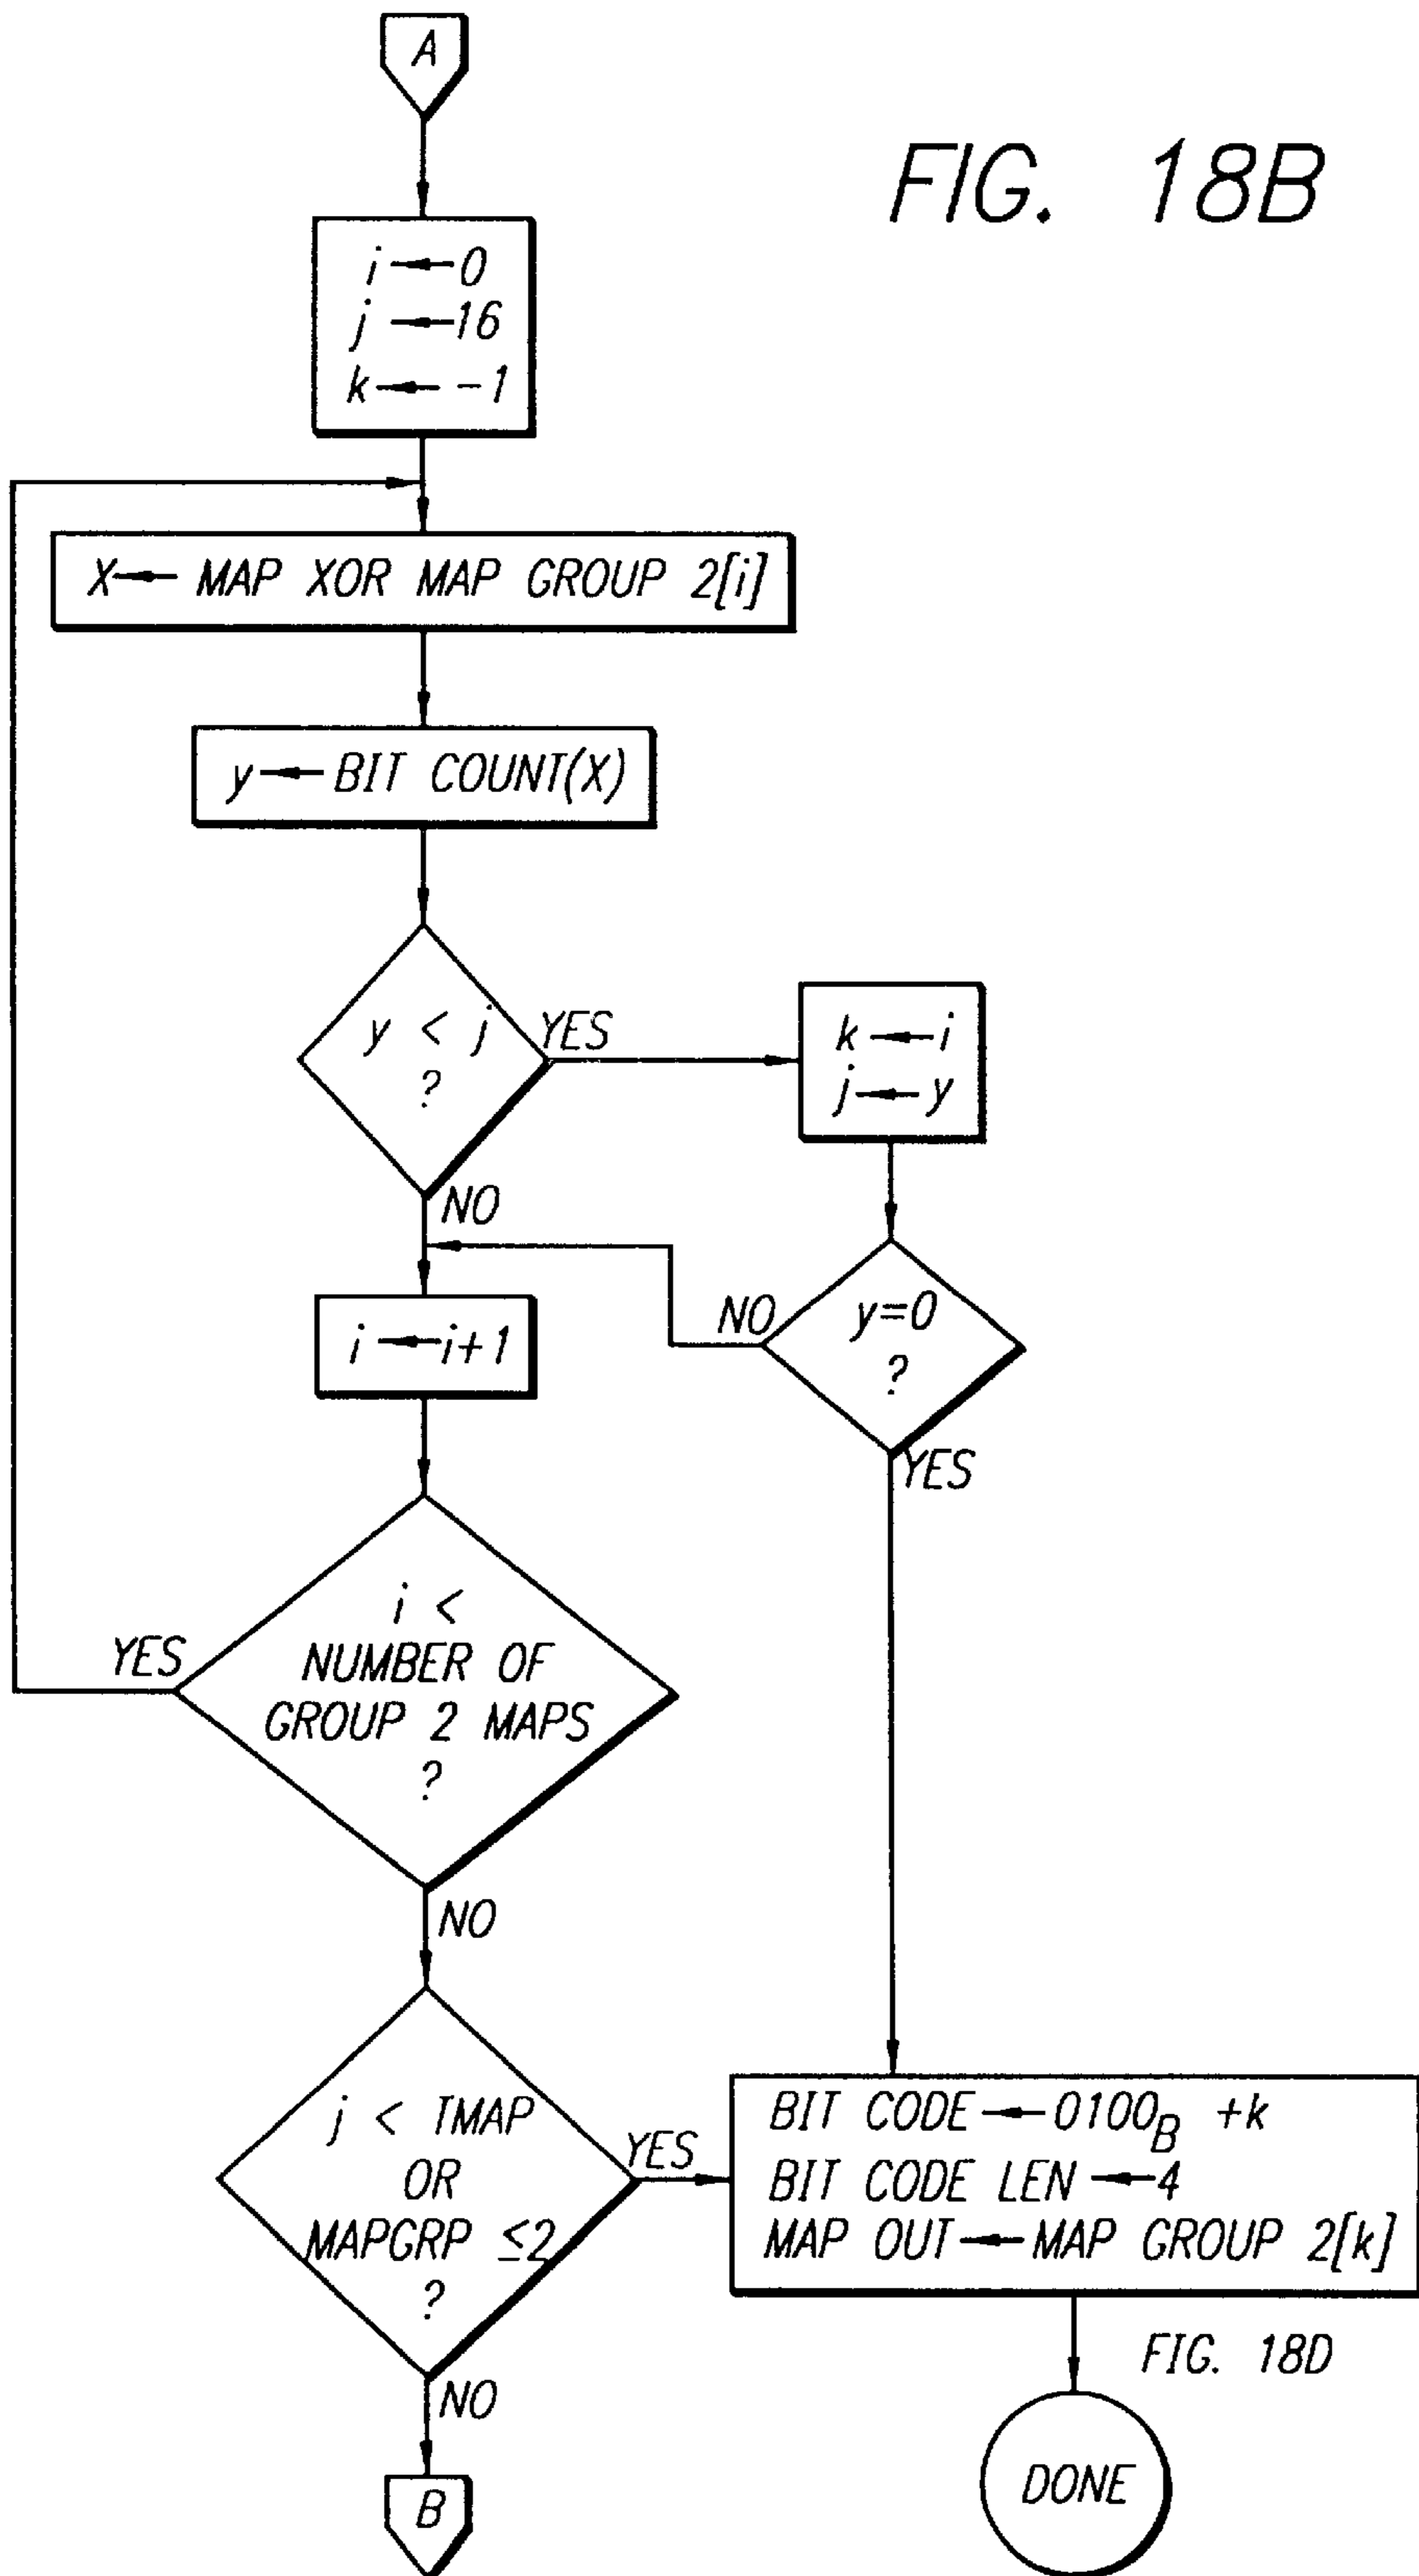 A
FIG. 18B
i ← 0
j ← 16
k ← -1
X ← MAP XOR MAP GROUP 2[i]
y ← BIT COUNT(X)
y < j
?
YES
k ← i
j ← y
NO
y=0
?
NO
YES
i ← i+1
i <
NUMBER OF
GROUP 2 MAPS
?
YES
NO
j < TMAP
OR
MAPGRP ≤2
?
YES
BIT CODE ← 0100B +k
BIT CODE LEN ← 4
MAP OUT ← MAP GROUP 2[k]
NO
FIG. 18D
B
DONE